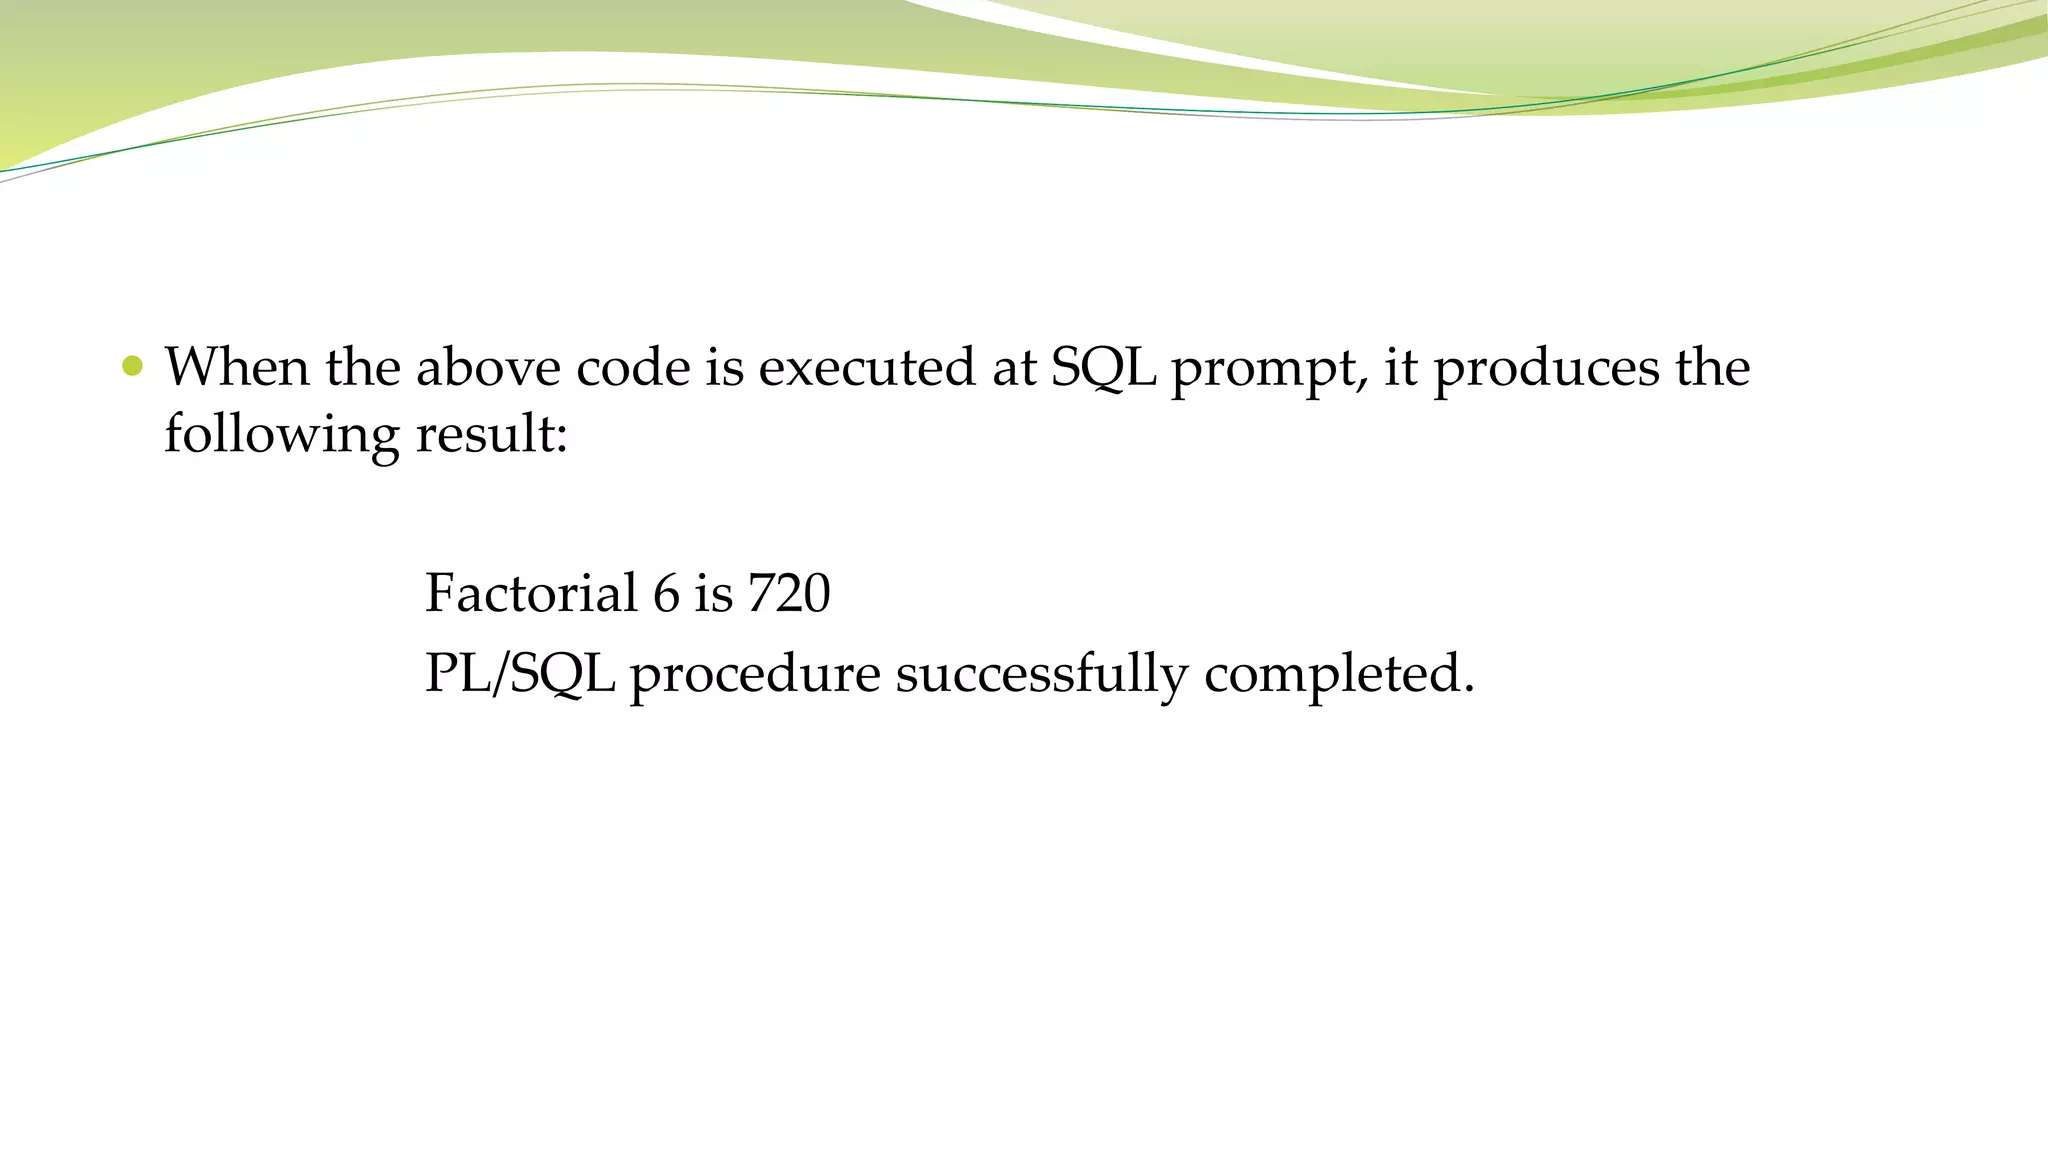 When the above code is executed at SQL prompt, it produces the
following result:
Factorial 6 is 720
PL/SQL procedure successfully completed.